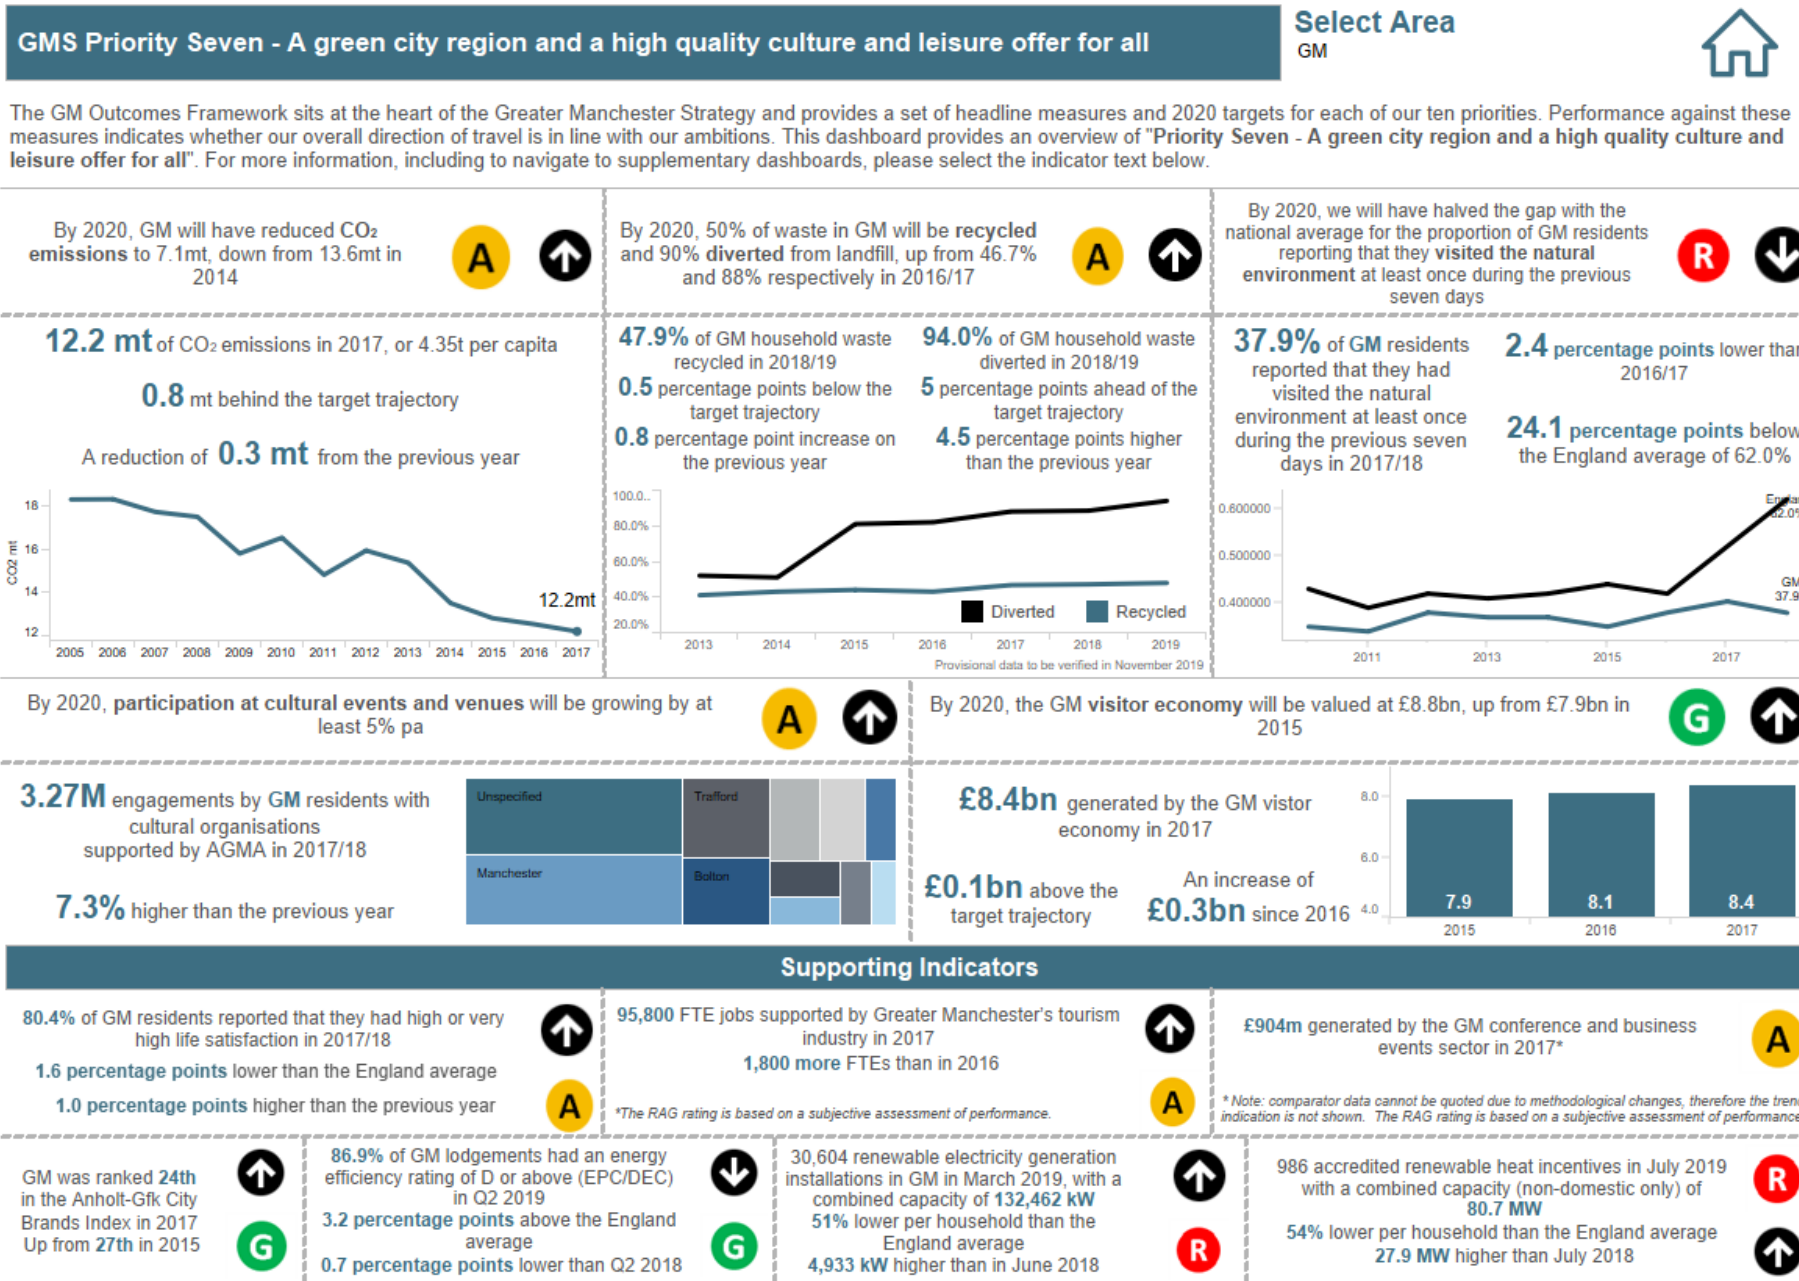 GMS Priority Seven - A green city region and a high quality culture and leisure offer for all
Select Area
GM
The GM Outcomes Framework sits at the heart of the Greater Manchester Strategy and provides a set of headline measures and 2020 targets for each of our ten priorities. Performance against these
measures indicates whether our overall direction of travel is in line with our ambitions. This dashboard provides an overview of "Priority Seven - A green city region and a high quality culture and
leisure offer for all". For more information, including to navigate to supplementary dashboards, please select the indicator text below.
By 2020, GM will have reduced CO₂
emissions to 7.1mt, down from 13.6mt in
2014
A
By 2020, 50% of waste in GM will be recycled
and 90% diverted from landfill, up from 46.7%
and 88% respectively in 2016/17
A
By 2020, we will have halved the gap with the
national average for the proportion of GM residents
reporting that they visited the natural
environment at least once during the previous
seven days
R
12.2 mt of CO₂ emissions in 2017, or 4.35t per capita
0.8 mt behind the target trajectory
A reduction of 0.3 mt from the previous year
18
16
14
12
CO2 mt
12.2mt
2005 2006 2007 2008 2009 2010 2011 2012 2013 2014 2015 2016 2017
47.9% of GM household waste
recycled in 2018/19
0.5 percentage points below the
target trajectory
0.8 percentage point increase on
the previous year
94.0% of GM household waste
diverted in 2018/19
5 percentage points ahead of the
target trajectory
4.5 percentage points higher
than the previous year
100.0..
80.0%
60.0%
40.0%
20.0%
Diverted Recycled
2013 2014 2015 2016 2017 2018 2019
Provisional data to be verified in November 2019
37.9% of GM residents
reported that they had
visited the natural
environment at least once
during the previous seven
days in 2017/18
2.4 percentage points lower than
2016/17
24.1 percentage points below
the England average of 62.0%
0.600000
0.500000
0.400000
GM
37.9
2011 2013 2015 2017
By 2020, participation at cultural events and venues will be growing by at
least 5% pa
A
By 2020, the GM visitor economy will be valued at £8.8bn, up from £7.9bn in
2015
G
3.27M engagements by GM residents with
cultural organisations
supported by AGMA in 2017/18
7.3% higher than the previous year
Unspecified
Trafford
Manchester
Bolton
£8.4bn generated by the GM vistor
economy in 2017
£0.1bn above the
target trajectory
An increase of
£0.3bn since 2016
8.0
6.0
4.0
7.9 8.1 8.4
2015 2016 2017
Supporting Indicators
80.4% of GM residents reported that they had high or very
high life satisfaction in 2017/18
1.6 percentage points lower than the England average
1.0 percentage points higher than the previous year
A
95,800 FTE jobs supported by Greater Manchester's tourism
industry in 2017
1,800 more FTEs than in 2016
*The RAG rating is based on a subjective assessment of performance.
A
£904m generated by the GM conference and business
events sector in 2017*
A
* Note: comparator data cannot be quoted due to methodological changes, therefore the tren
indication is not shown. The RAG rating is based on a subjective assessment of performance
GM was ranked 24th
in the Anholt-Gfk City
Brands Index in 2017
Up from 27th in 2015
G
86.9% of GM lodgements had an energy
efficiency rating of D or above (EPC/DEC)
in Q2 2019
3.2 percentage points above the England
average
0.7 percentage points lower than Q2 2018
G
30,604 renewable electricity generation
installations in GM in March 2019, with a
combined capacity of 132,462 kW
51% lower per household than the
England average
4,933 kW higher than in June 2018
R
986 accredited renewable heat incentives in July 2019
with a combined capacity (non-domestic only) of
80.7 MW
54% lower per household than the England average
27.9 MW higher than July 2018
R